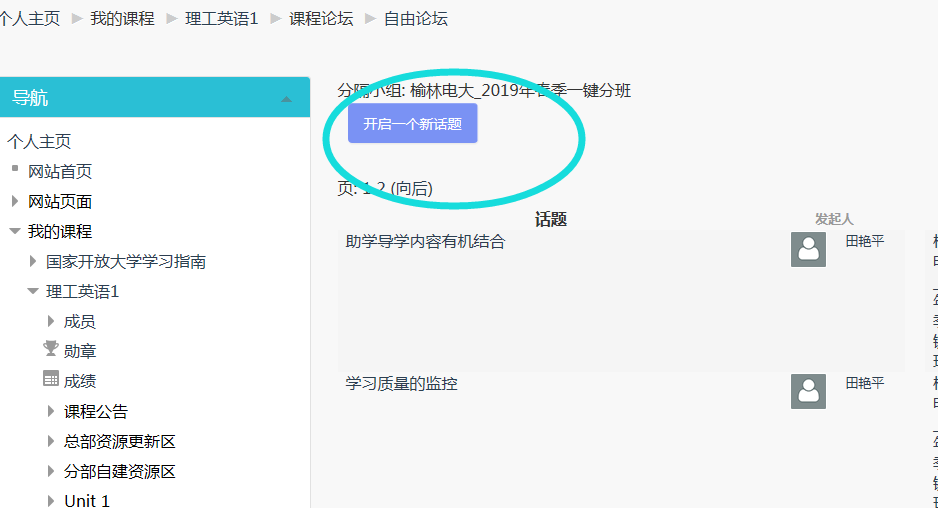 个人主页 ▶ 我的课程 ▶ 理工英语1 ▶ 课程论坛 ▶ 自由论坛
导航
个人主页
网站首页
网站页面
我的课程
国家开放大学学习指南
理工英语1
成员
勋章
成绩
课程公告
总部资源更新区
分部自建资源区
Unit 1
分隔小组: 榆林电大_2019年春季一键分班
开启一个新话题
页: 1 2 (向后)
话题 发起人
助学导学内容有机结合 田艳平
学习质量的监控 田艳平